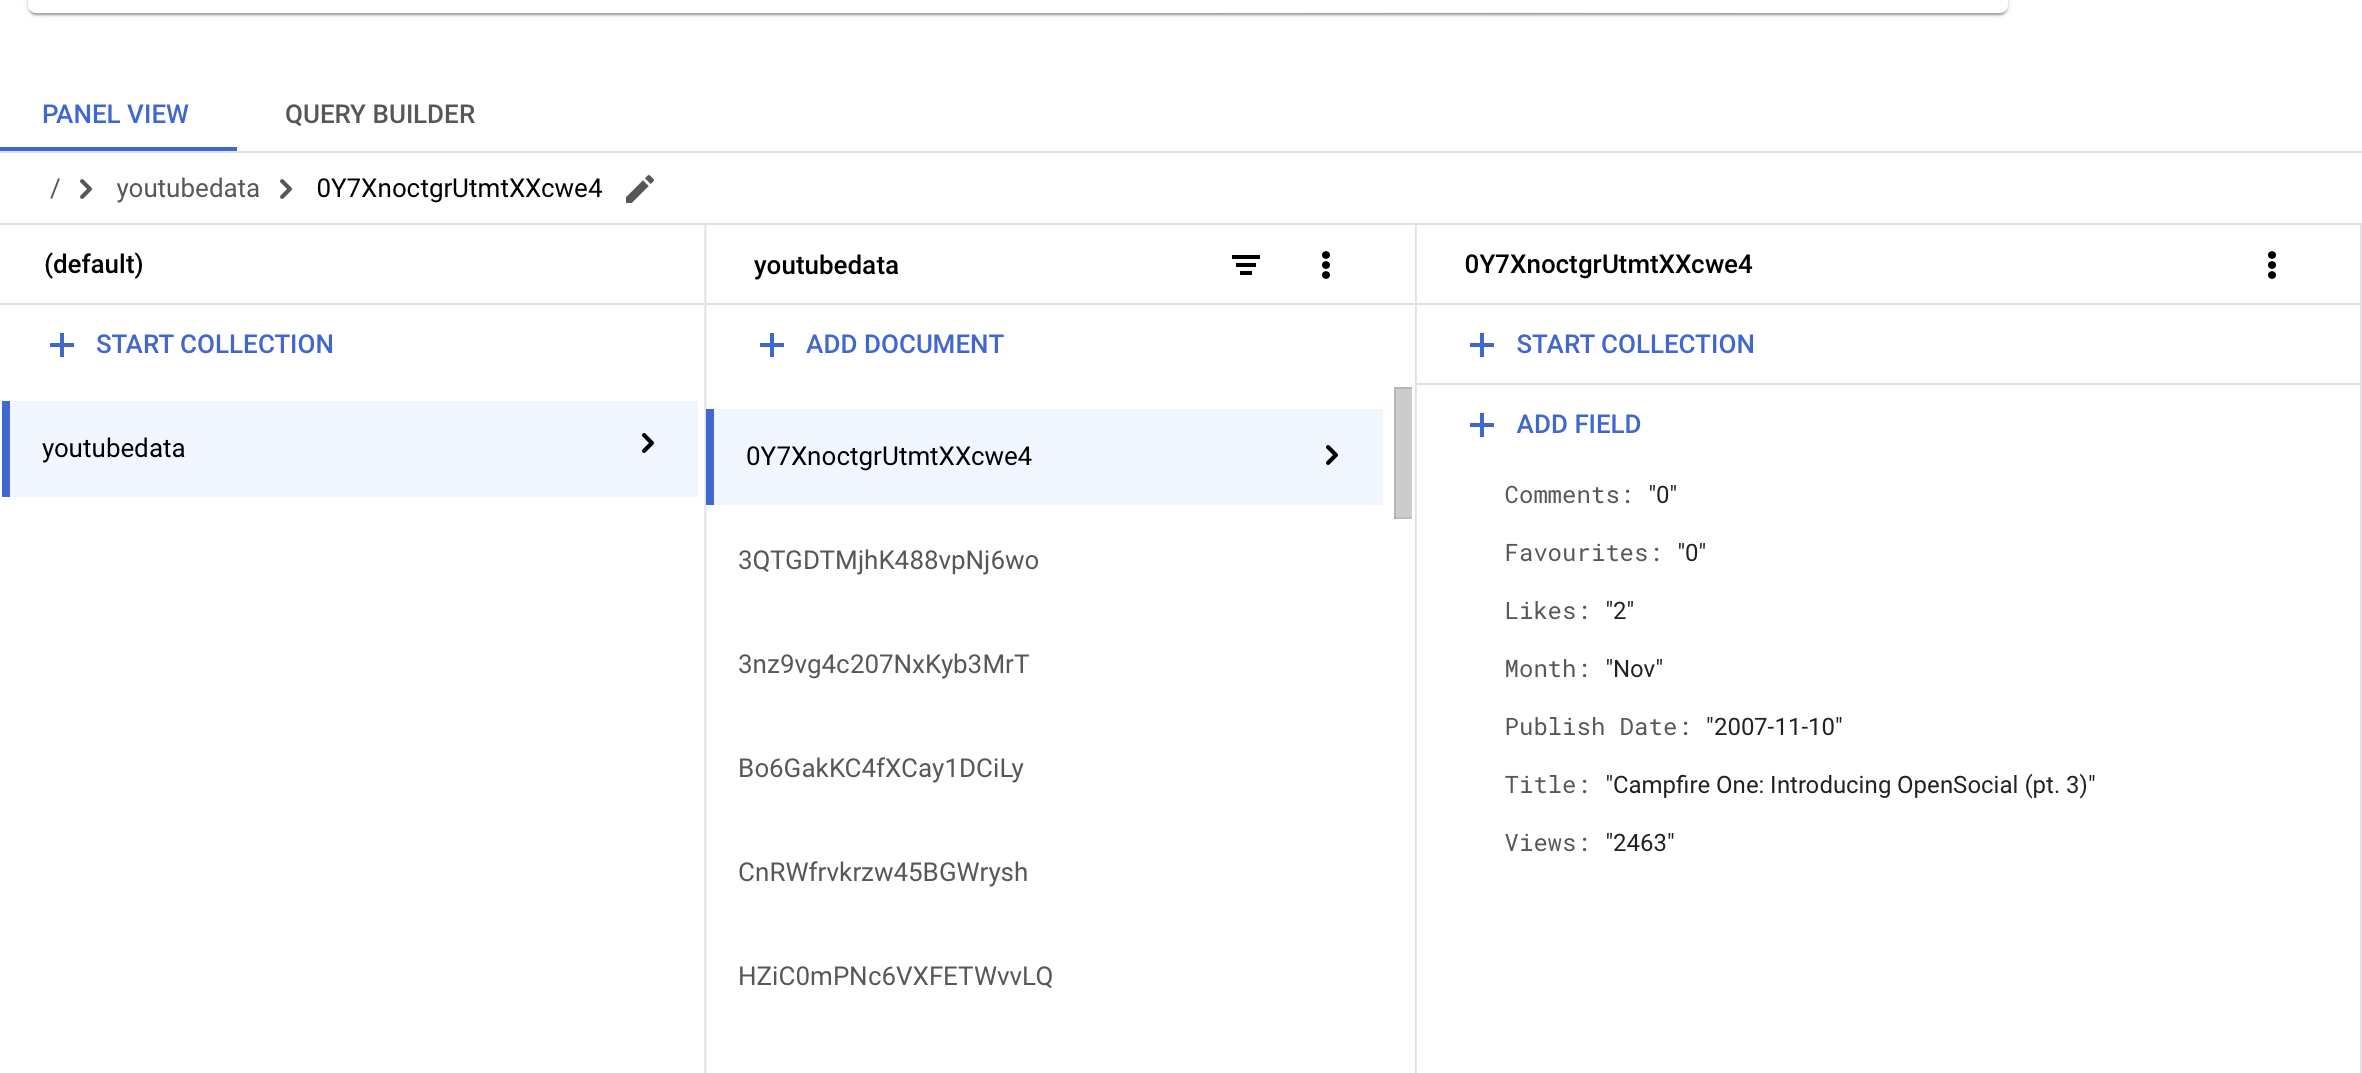 PANEL VIEW QUERY BUILDER
/ youtubedata 0Y7XnoctgrUtmtXXcwe4
(default)
START COLLECTION
youtubedata
youtubedata
ADD DOCUMENT
0Y7XnoctgrUtmtXXcwe4
3QTGDTMjhK488vpNj6wo
3nz9vg4c207NxKyb3MrT
Bo6GakKC4fXCay1DCiLy
CnRWfrvkrzw45BGWrysh
HZiC0mPNc6VXFETWvvLQ
0Y7XnoctgrUtmtXXcwe4
START COLLECTION
ADD FIELD
Comments: "0"
Favourites: "0"
Likes: "2"
Month: "Nov"
Publish Date: "2007-11-10"
Title: "Campfire One: Introducing OpenSocial (pt. 3)"
Views: "2463"